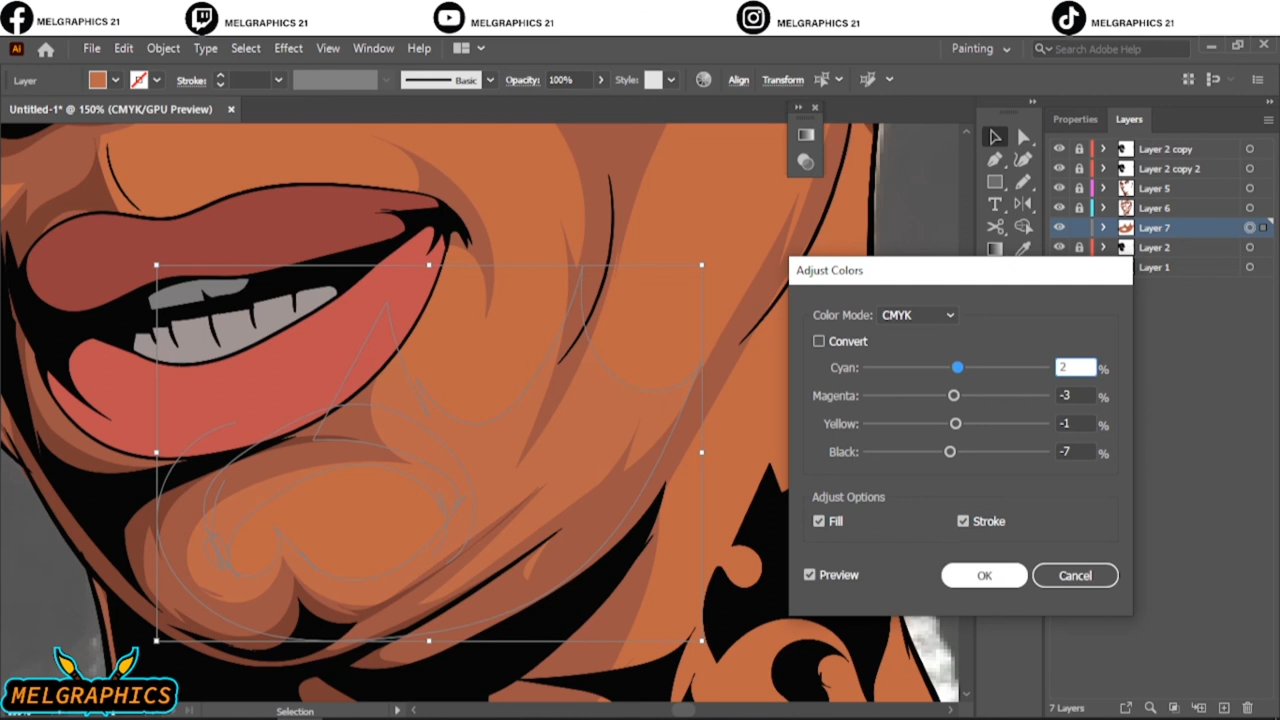 MELGRAPHICS 21 MELGRAPHICS 21 MELGRAPHICS 21 MELGRAPHICS 21 MELGRAPHICS 21
Ai File Edit Object Type Select Effect View Window Help Painting Search Adobe Help
Layer Stroke: Basic Opacity: 100% Style: Align Transform
Untitled-1* @ 150% (CMYK/GPU Preview)
Properties Layers
Layer 2 copy
Layer 2 copy 2
Layer 5
Layer 6
Layer 7
Layer 2
Layer 1
Adjust Colors
Color Mode: CMYK
Convert
Cyan: 2 %
Magenta: -3 %
Yellow: -1 %
Black: -7 %
Adjust Options
Fill Stroke
Preview OK Cancel
MELGRAPHICS
Selection
7 Layers